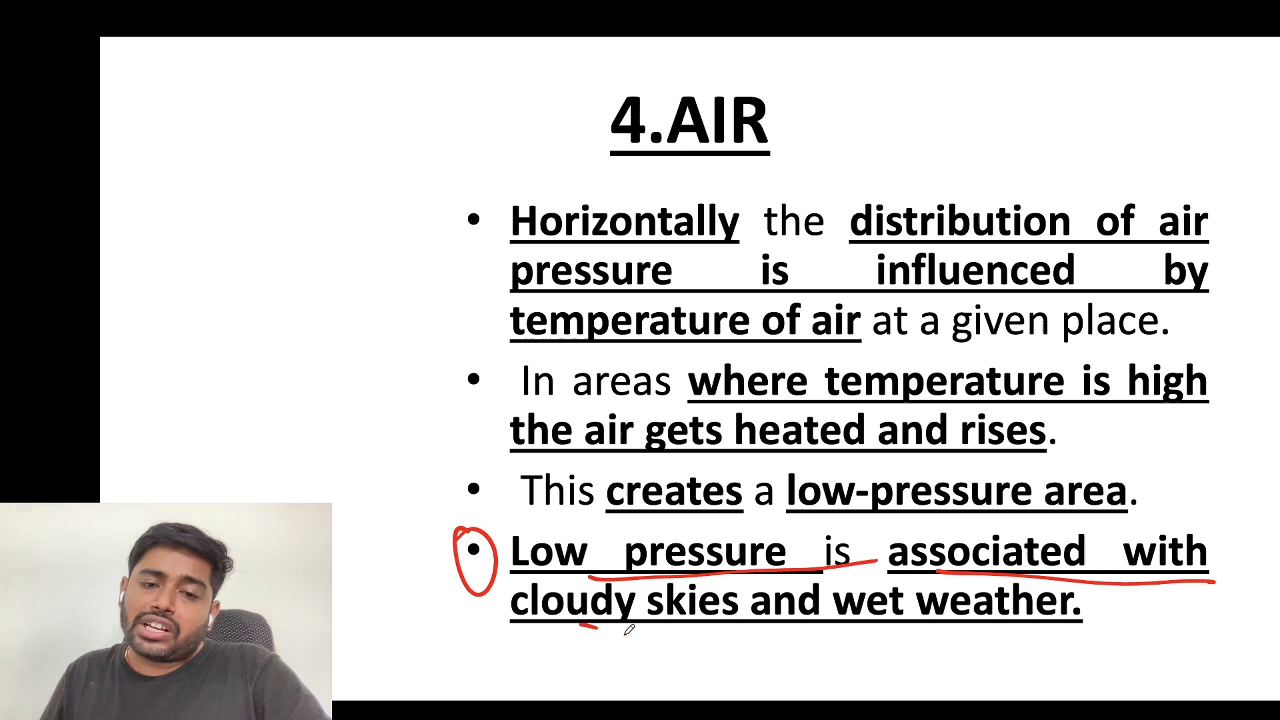 4.AIR
• Horizontally the distribution of air
pressure is influenced by
temperature of air at a given place.
• In areas where temperature is high
the air gets heated and rises.
• This creates a low-pressure area.
• Low pressure is associated with
cloudy skies and wet weather.